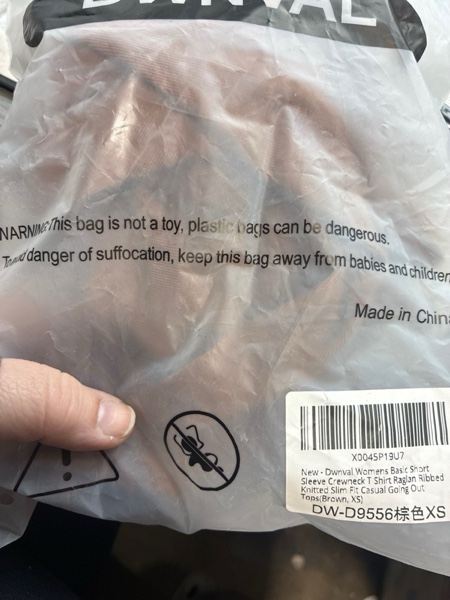 DWNVAL
WARNING:This bag is not a toy, plastic bags can be dangerous.
danger of suffocation, keep this bag away from babies and children
Made in China
X0045P19U7
New - Dwnval Womens Basic Short
Sleeve Crewneck T Shirt Raglan Ribbed
Knitted Slim Fit Casual Going Out
Tops(Brown, XS)
DW-D9556棕色XS